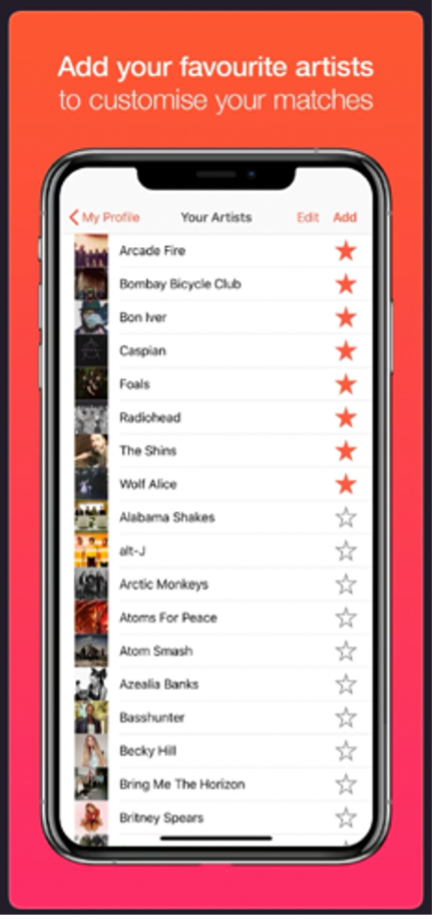 Add your favourite artists
to customise your matches
My Profile Your Artists Edit Add
Arcade Fire
Bombay Bicycle Club
Bon Iver
Caspian
Foals
Radiohead
The Shins
Wolf Alice
Alabama Shakes
alt-J
Arctic Monkeys
Atoms For Peace
Atom Smash
Azealia Banks
Basshunter
Becky Hill
Bring Me The Horizon
Britney Spears